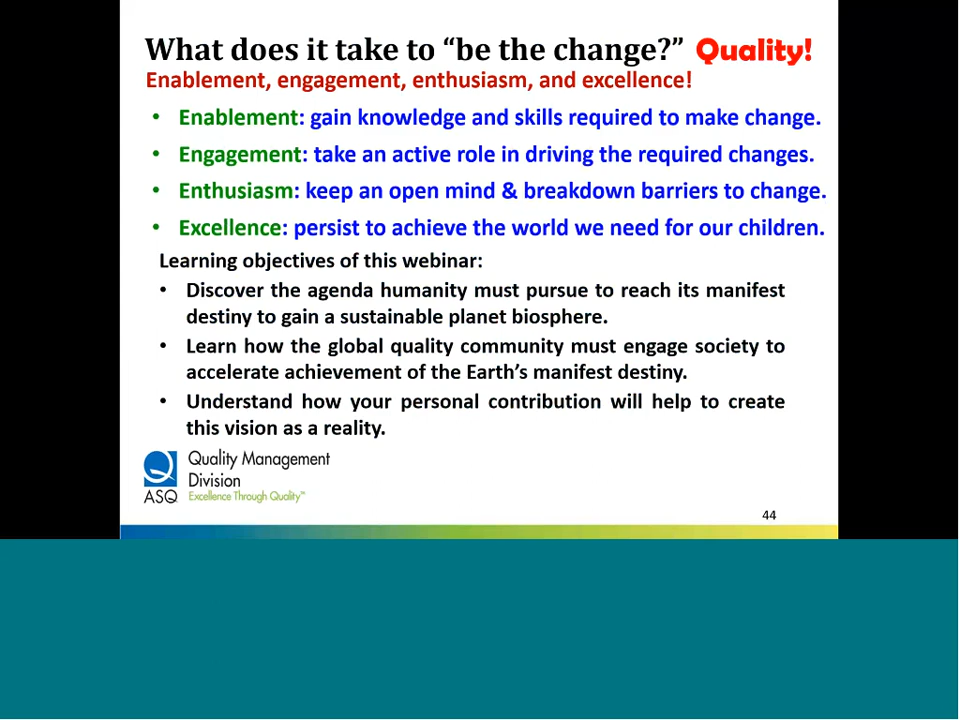 What does it take to “be the change?” Quality!
Enablement, engagement, enthusiasm, and excellence!
• Enablement: gain knowledge and skills required to make change.
• Engagement: take an active role in driving the required changes.
• Enthusiasm: keep an open mind & breakdown barriers to change.
• Excellence: persist to achieve the world we need for our children.
Learning objectives of this webinar:
• Discover the agenda humanity must pursue to reach its manifest
destiny to gain a sustainable planet biosphere.
• Learn how the global quality community must engage society to
accelerate achievement of the Earth’s manifest destiny.
• Understand how your personal contribution will help to create
this vision as a reality.
Quality Management
Division
ASQ Excellence Through Quality™
44